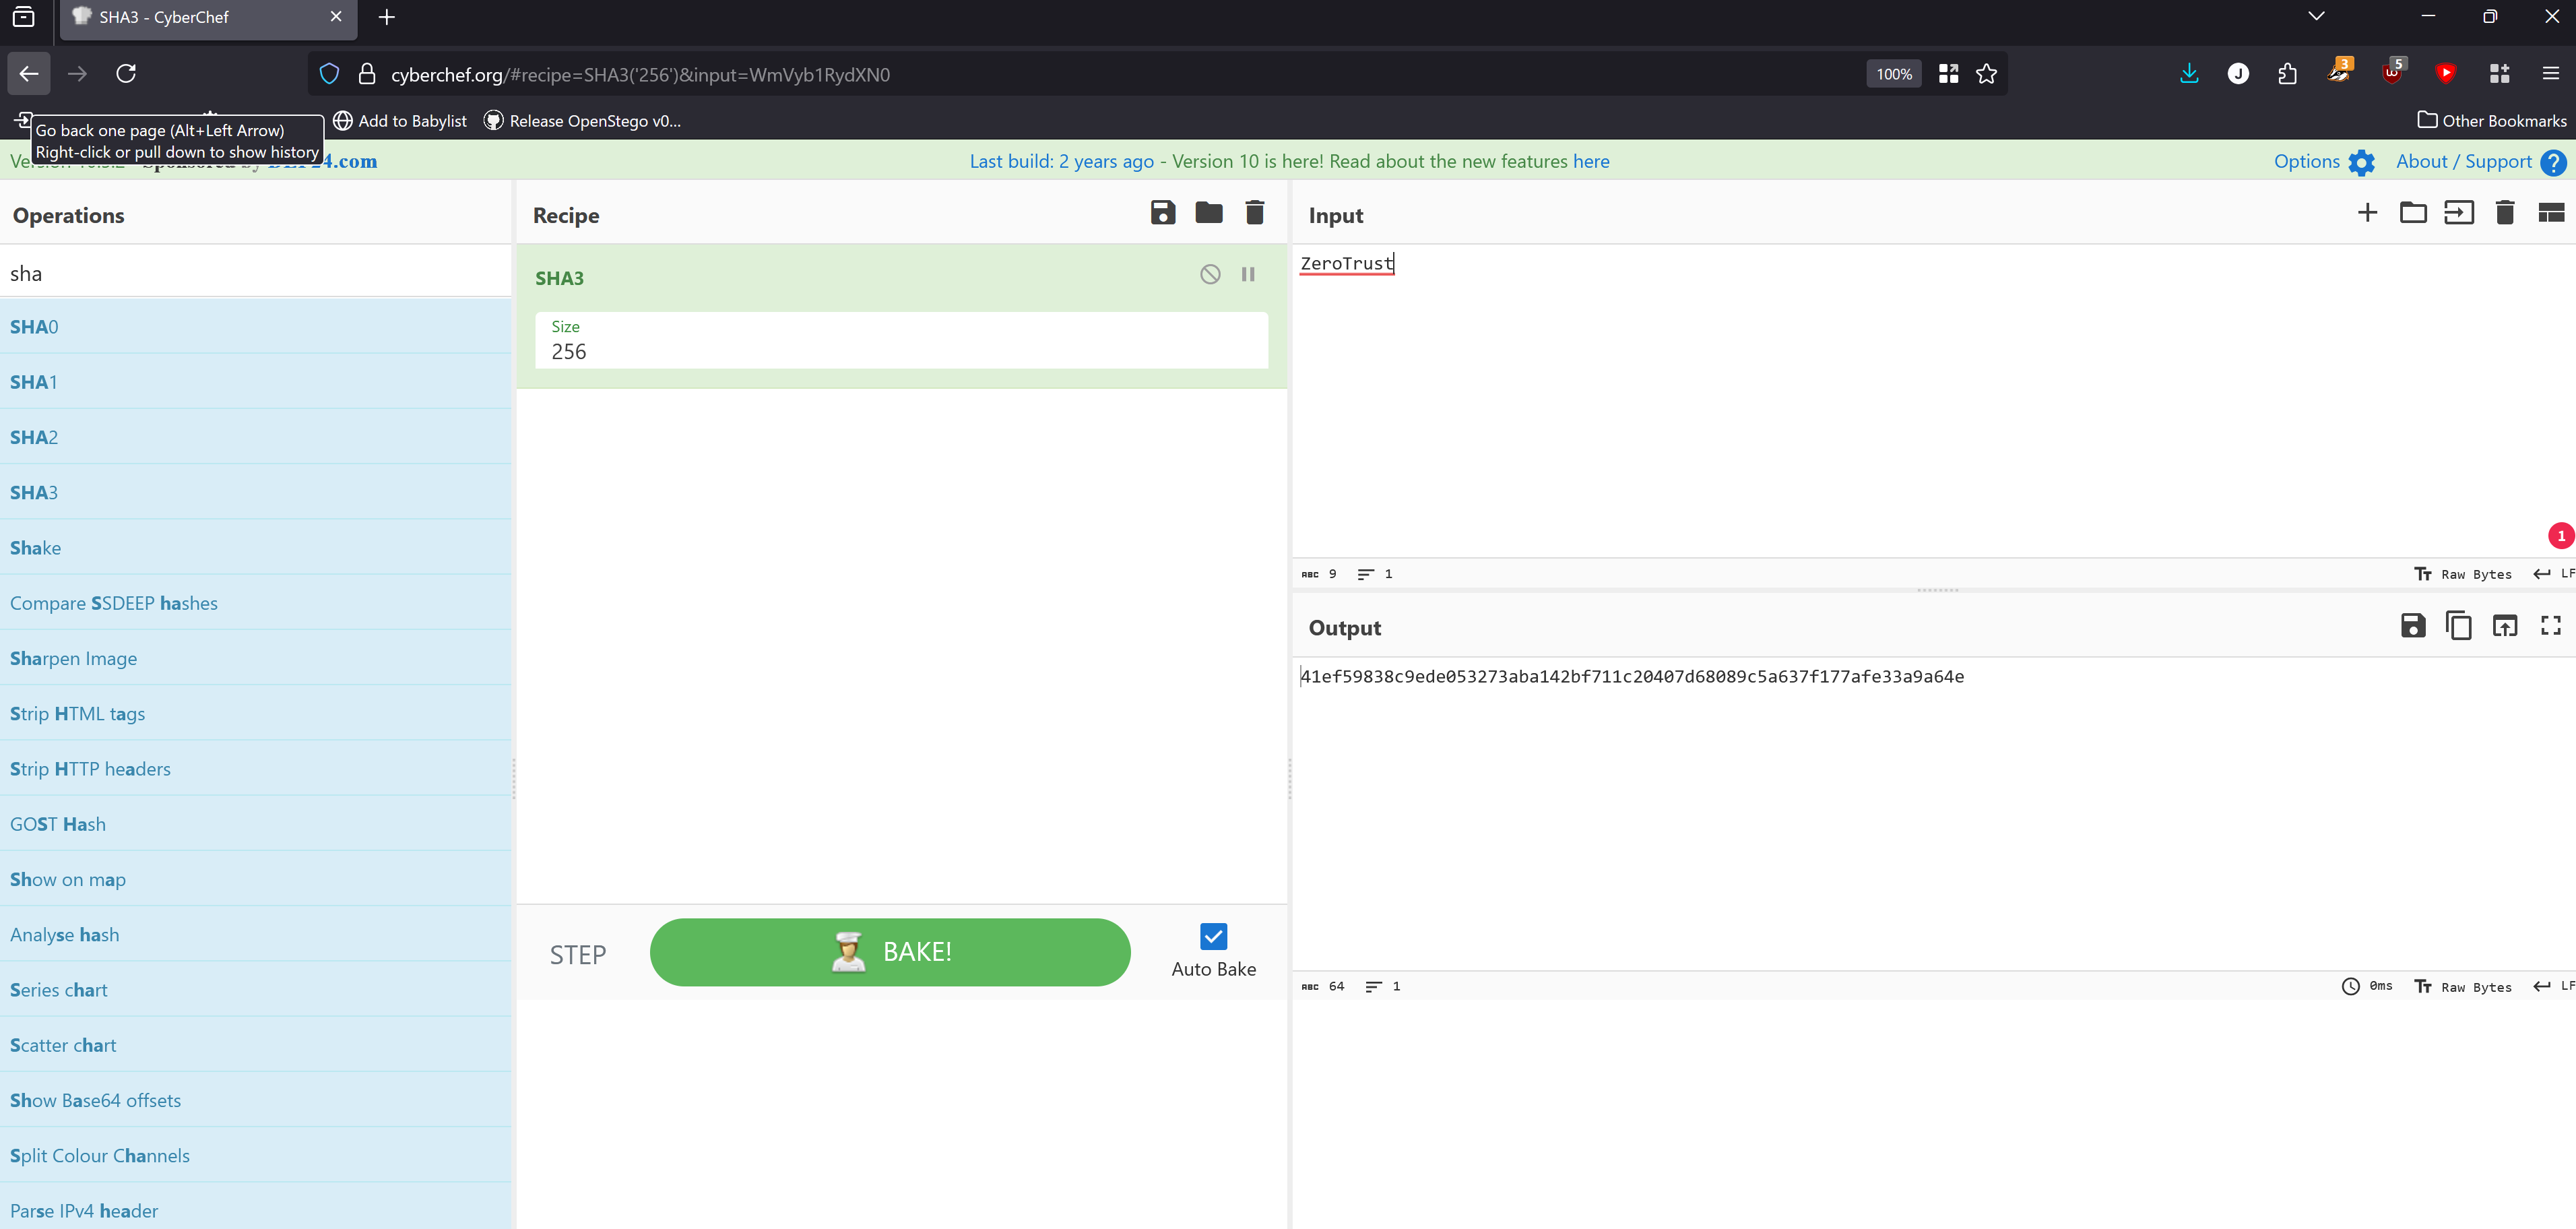 SHA3 - CyberChef
cyberchef.org/#recipe=SHA3('256')&input=WmVyb1RydXN0
100%
J
3
5
Go back one page (Alt+Left Arrow)
Right-click or pull down to show history
Add to Babylist
Release OpenStego v0...
Other Bookmarks
Last build: 2 years ago - Version 10 is here! Read about the new features here
Options
About / Support
Operations
Recipe
Input
sha
SHA0
SHA1
SHA2
SHA3
Shake
Compare SSDEEP hashes
Sharpen Image
Strip HTML tags
Strip HTTP headers
GOST Hash
Show on map
Analyse hash
Series chart
Scatter chart
Show Base64 offsets
Split Colour Channels
Parse IPv4 header
SHA3
Size
256
STEP
BAKE!
Auto Bake
ZeroTrust
1
ABC 9
1
Raw Bytes
LF
Output
41ef59838c9ede053273aba142bf711c20407d68089c5a637f177afe33a9a64e
ABC 64
1
0ms
Raw Bytes
LF